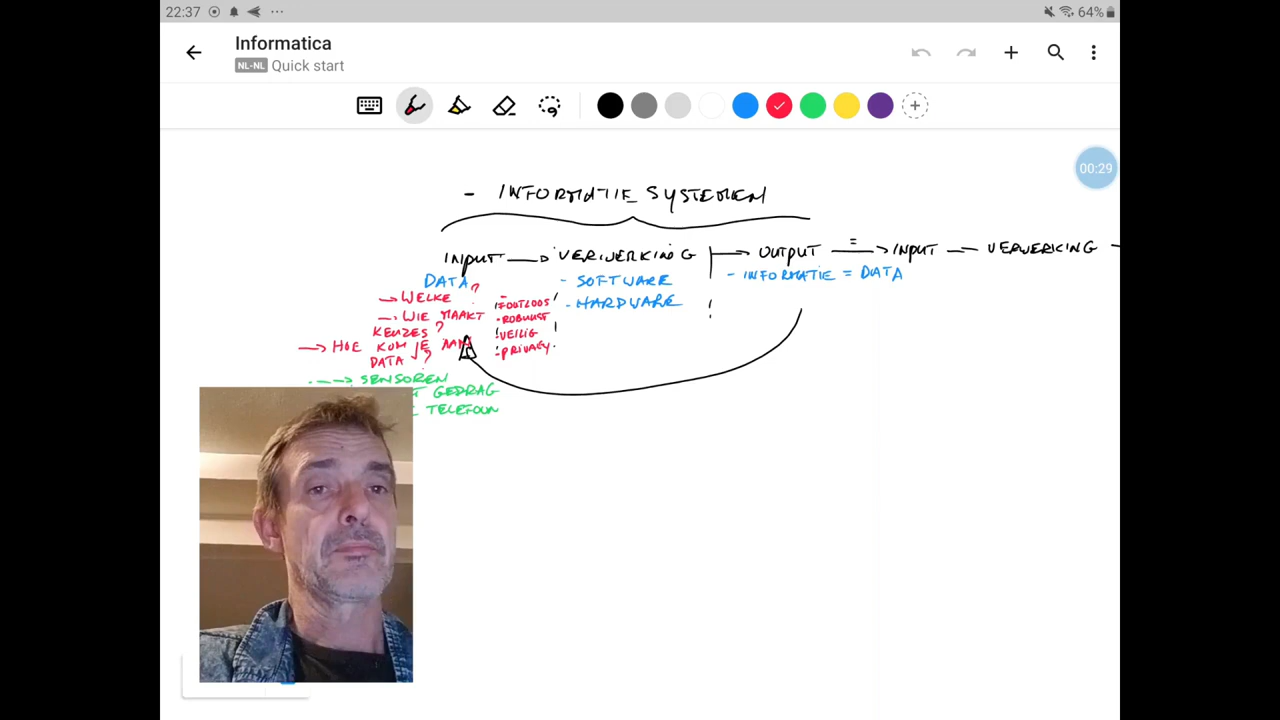 22:37 64%
Informatica
NL-NL Quick start
00:29
- INFORMATIE SYSTEMEN
INPUT → VERWERKING → OUTPUT = → INPUT — VERWERKING
DATA
- SOFTWARE
- INFORMATIE = DATA
→ WELKE ?
- HARDWARE
→ WIE MAAKT
KEUZES ?
→ HOE KOM JE AAN
DATA ?
- FOUTLOOS
- ROBUUST
- VEILIG
- PRIVACY
→ SENSOREN
GEDRAG
TELEFOON